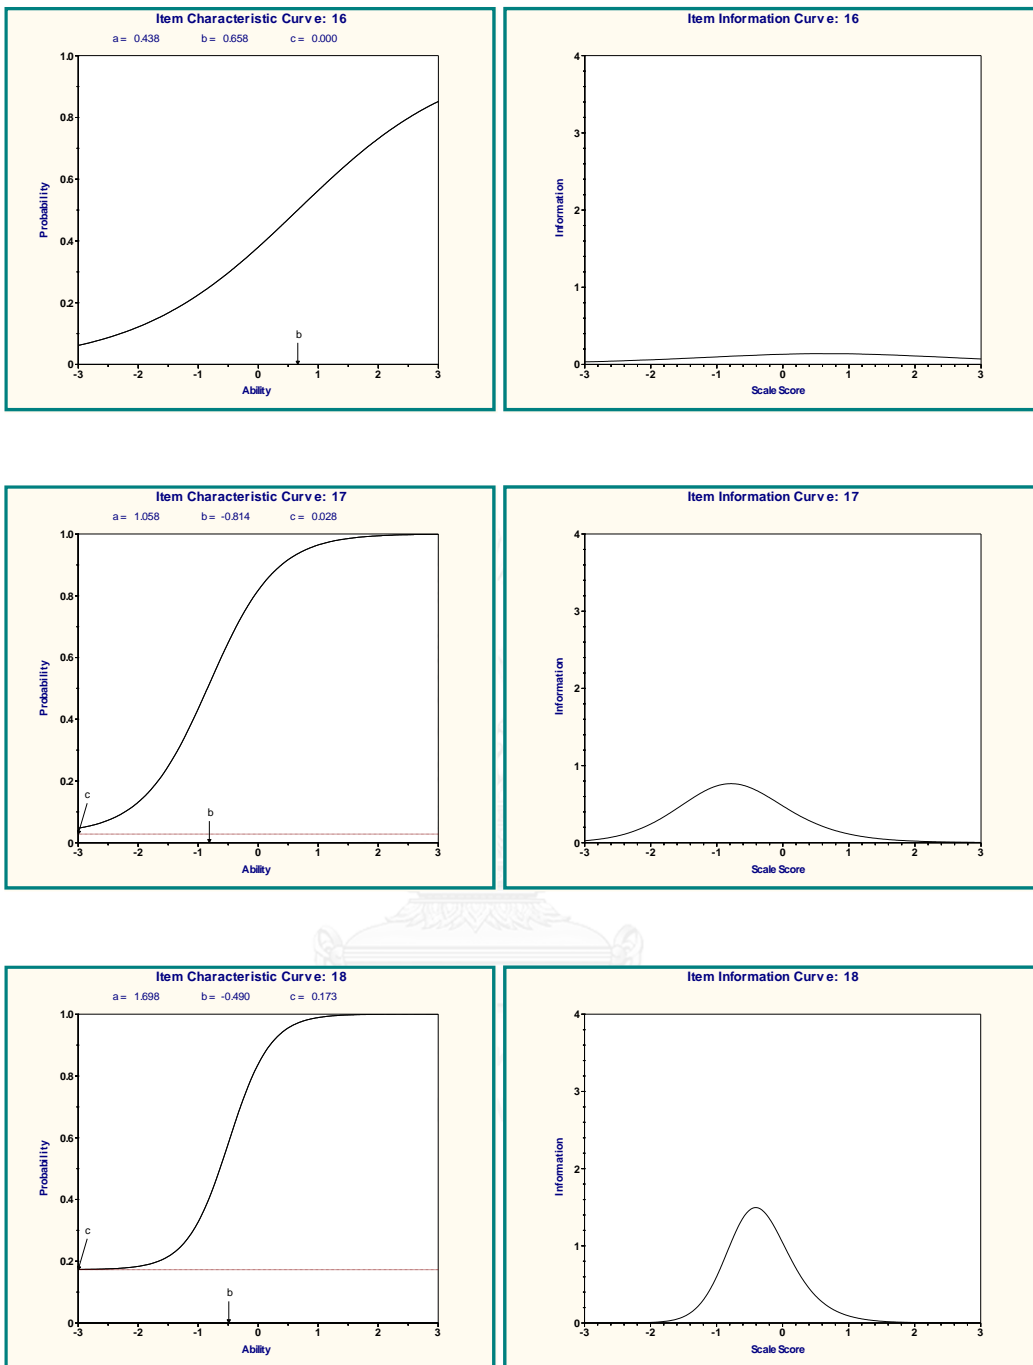 Item Characteristic Curve: 16
a = 0.438 b = 0.658 c = 0.000
1.0
0.8
0.6
0.4
0.2
0
Probability
b
-3 -2 -1 0 1 2 3
Ability
Item Information Curve: 16
4
3
2
1
0
Information
-3 -2 -1 0 1 2 3
Scale Score
Item Characteristic Curve: 17
a = 1.058 b = -0.814 c = 0.028
1.0
0.8
0.6
0.4
0.2
0
Probability
c
b
-3 -2 -1 0 1 2 3
Ability
Item Information Curve: 17
4
3
2
1
0
Information
-3 -2 -1 0 1 2 3
Scale Score
Item Characteristic Curve: 18
a = 1.698 b = -0.490 c = 0.173
1.0
0.8
0.6
0.4
0.2
0
Probability
c
b
-3 -2 -1 0 1 2 3
Ability
Item Information Curve: 18
4
3
2
1
0
Information
-3 -2 -1 0 1 2 3
Scale Score